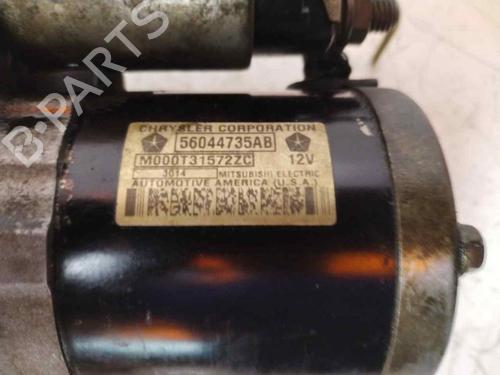 B-PARTS
CHRYSLER CORPORATION
56044735AB
M000T31572ZC 12V
3014 MITSUBISHI ELECTRIC
AUTOMOTIVE AMERICA (U.S.A.)